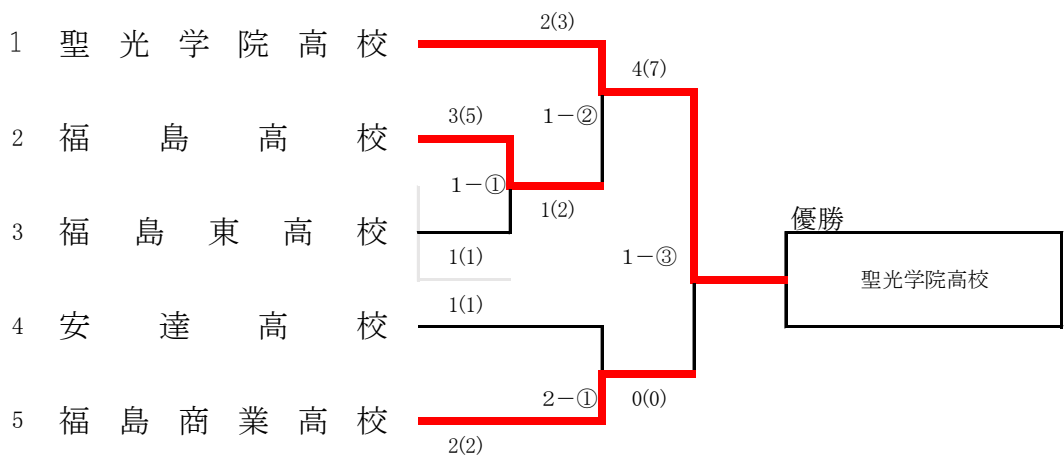 2(3)
1 聖光学院高校
4(7)
3(5)
1-②
2 福島高校
1-①
1(2)
優勝
3 福島東高校
1(1)
1-③
聖光学院高校
1(1)
4 安達高校
2-①
0(0)
5 福島商業高校
2(2)